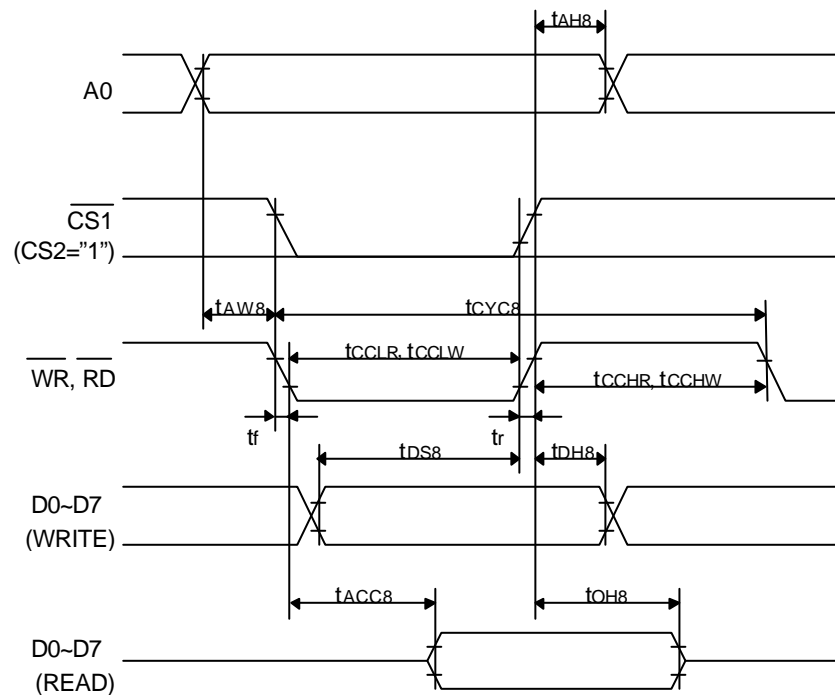 tAH8
A0
CS1
(CS2="1")
tAW8
tCYC8
tCCLR, tCCLW
WR, RD
tCCHR, tCCHW
tf
tr
tDS8
tDH8
D0~D7
(WRITE)
tACC8
tOH8
D0~D7
(READ)